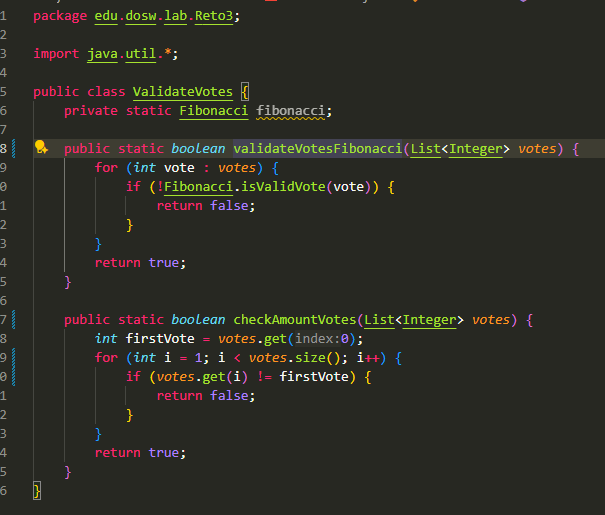 1 package edu.dosw.lab.Reto3;
2
3 import java.util.*;
4
5 public class ValidateVotes {
6     private static Fibonacci fibonacci;
7
8     public static boolean validateVotesFibonacci(List<Integer> votes) {
9         for (int vote : votes) {
0             if (!Fibonacci.isValidVote(vote)) {
1                 return false;
2             }
3         }
4         return true;
5     }
6
7     public static boolean checkAmountVotes(List<Integer> votes) {
8         int firstVote = votes.get(index:0);
9         for (int i = 1; i < votes.size(); i++) {
0             if (votes.get(i) != firstVote) {
1                 return false;
2             }
3         }
4         return true;
5     }
6 }